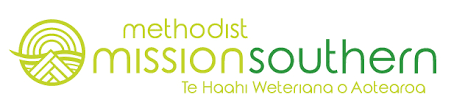 methodist
missionsouthern
Te Haahi Weteriana o Aotearoa